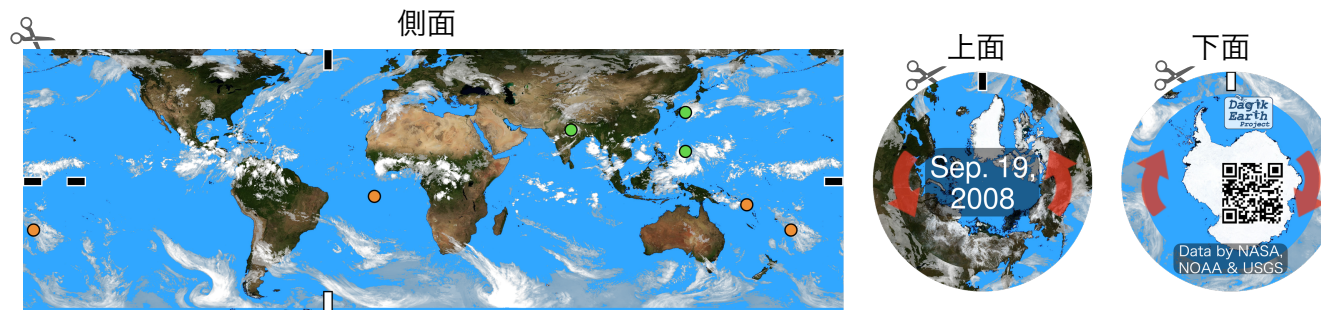 側面
上面
下面
Sep. 19,
2008
Dagik
Earth
Project
Data by NASA,
NOAA & USGS